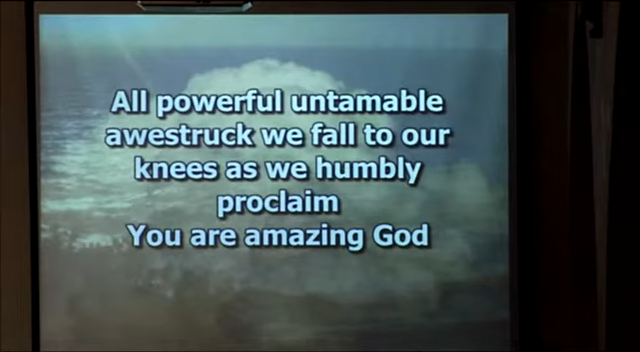 All powerful untamable
awestruck we fall to our
knees as we humbly
proclaim
You are amazing God